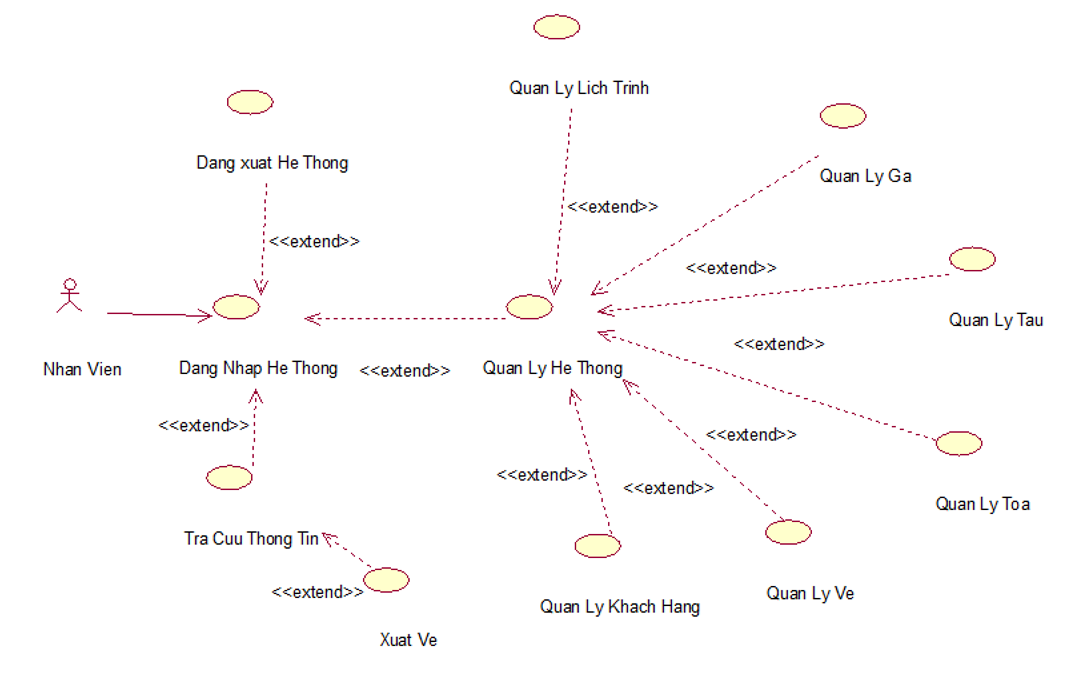 Quan Ly Lich Trinh
Dang xuat He Thong
Quan Ly Ga
<<extend>>
<<extend>>
<<extend>>
Quan Ly Tau
<<extend>>
Nhan Vien
Dang Nhap He Thong
<<extend>>
Quan Ly He Thong
<<extend>>
<<extend>>
<<extend>>
<<extend>>
Quan Ly Toa
Tra Cuu Thong Tin
<<extend>>
Quan Ly Khach Hang
Quan Ly Ve
Xuat Ve